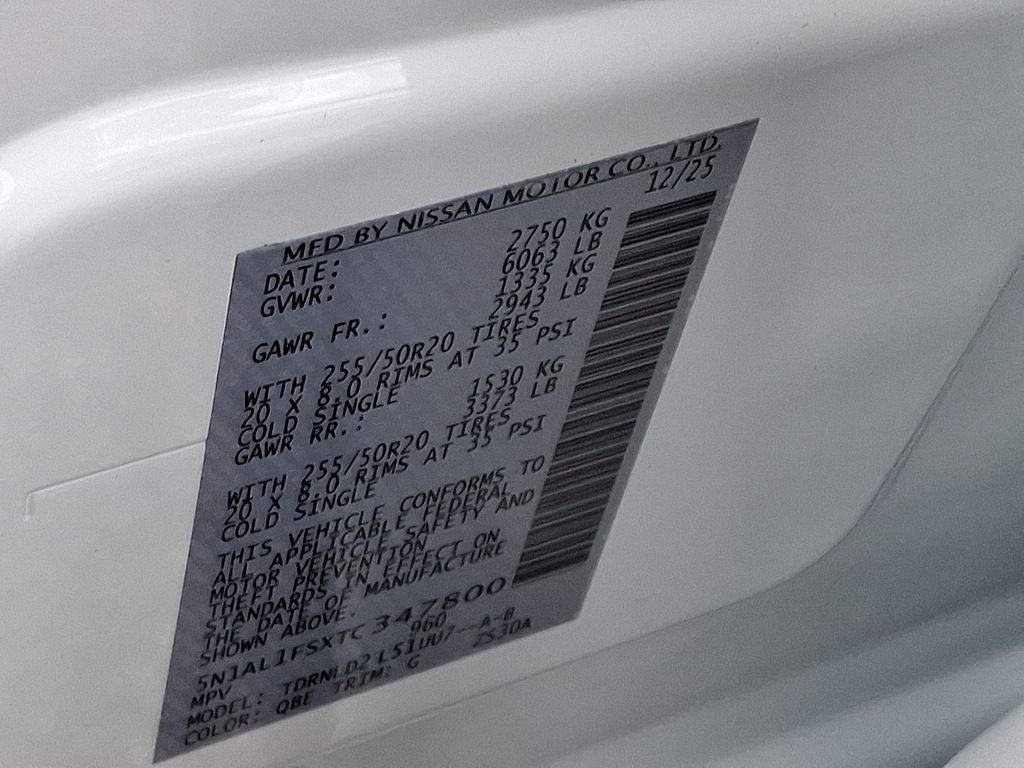 MFD BY NISSAN MOTOR CO., LTD.
DATE: 12/25
GVWR: 2750 KG
6063 LB
GAWR FR.: 1335 KG
2943 LB
WITH 255/50R20 TIRES
20 X 8.0 RIMS AT 35 PSI
COLD SINGLE
GAWR RR.: 1530 KG
3373 LB
WITH 255/50R20 TIRES
20 X 8.0 RIMS AT 35 PSI
COLD SINGLE
THIS VEHICLE CONFORMS TO
ALL APPLICABLE FEDERAL
MOTOR VEHICLE SAFETY AND
THEFT PREVENTION
STANDARDS IN EFFECT ON
THE DATE OF MANUFACTURE
SHOWN ABOVE.
5N1AL1FSXTC 347800
MPV 960
MODEL: TDRNLD2L51UU7--A-B
COLOR: QBE TRIM: G ZS30A